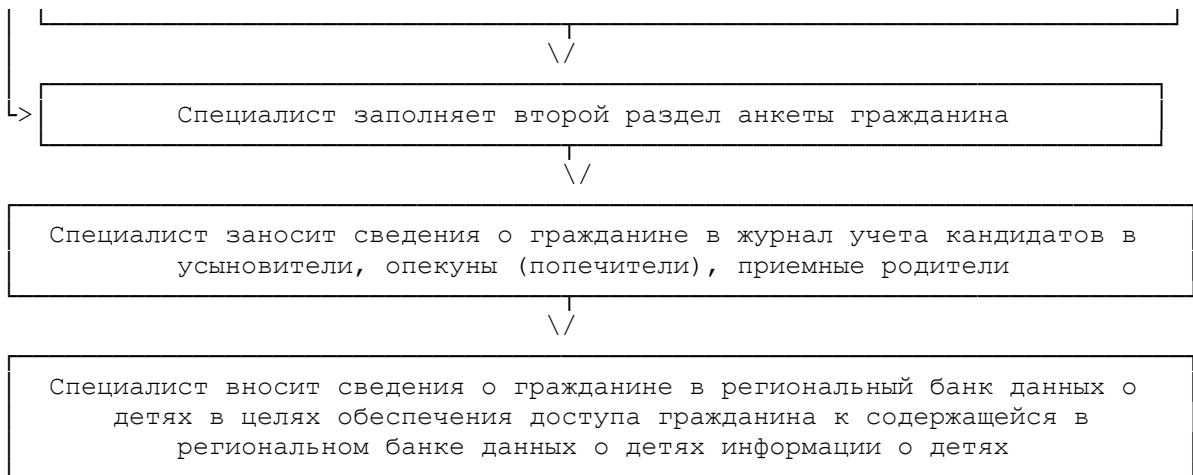 Специалист заполняет второй раздел анкеты гражданина
Специалист заносит сведения о гражданине в журнал учета кандидатов в
усыновители, опекуны (попечители), приемные родители
Специалист вносит сведения о гражданине в региональный банк данных о
детях в целях обеспечения доступа гражданина к содержащейся в
региональном банке данных о детях информации о детях